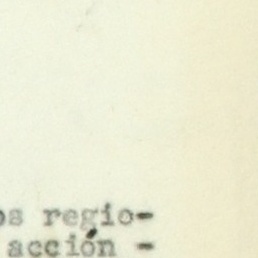 os regio-
acción -